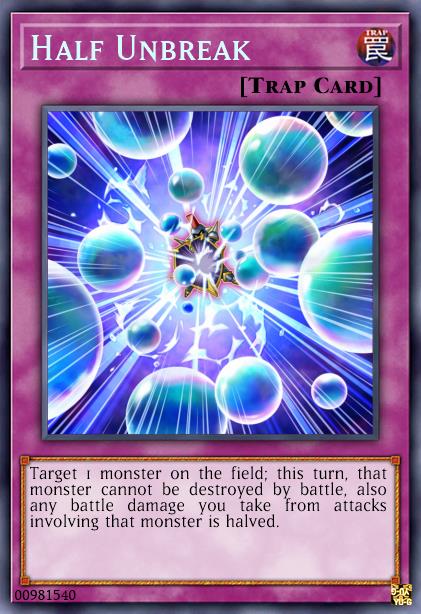 Half Unbreak
TRAP
罠
[Trap Card]
Target 1 monster on the field; this turn, that
monster cannot be destroyed by battle, also
any battle damage you take from attacks
involving that monster is halved.
00981540